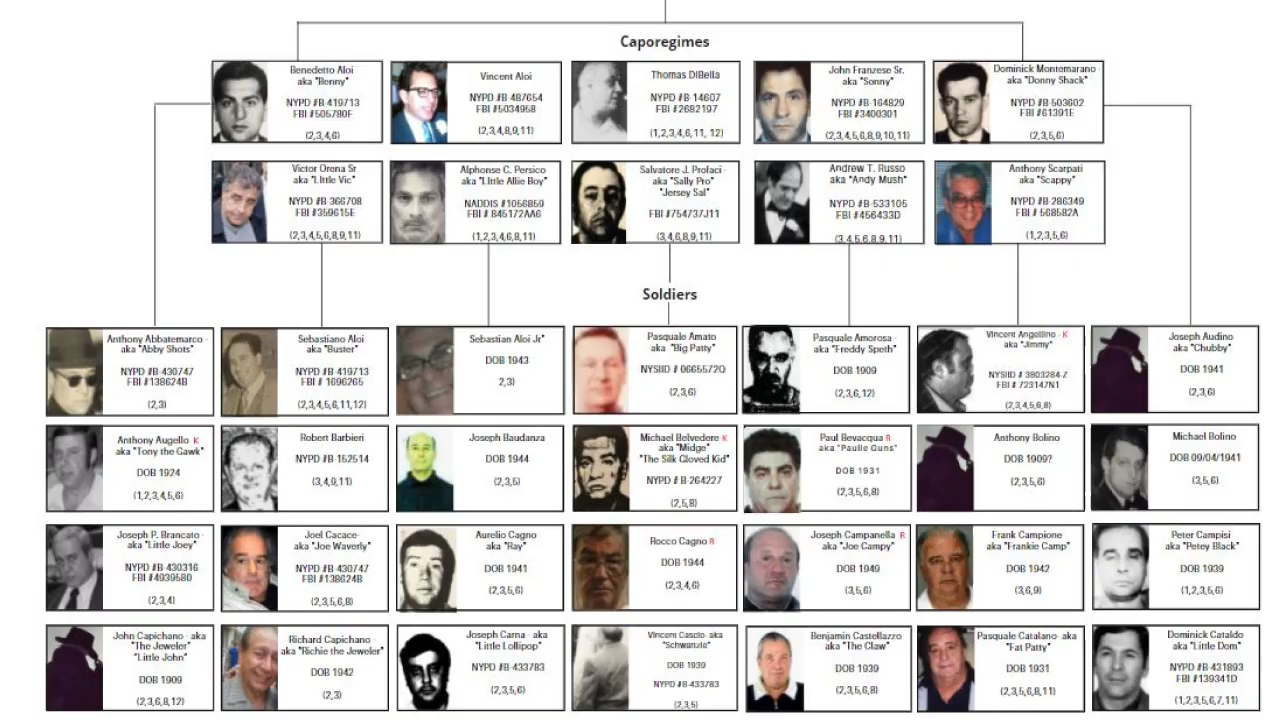 Caporegimes
Benedetto Aloi
aka "Benny"
NYPD #B-419713
FBI #505780F
(2,3,4,6)
Vincent Aloi
NYPD #B-487654
FBI #5034958
(2,3,4,8,9,11)
Thomas DiBella
NYPD #B-14607
FBI #2682197
(1,2,3,4,6,11, 12)
John Franzese Sr.
aka "Sonny"
NYPD #B-164829
FBI #3400301
(2,3,4,5,6,8,9,10,11)
Dominick Montemarano
aka "Donny Shack"
NYPD #B-503602
FBI #61391E
(2,3,5,6)
Victor Orena Sr
aka "LIttle Vic"
NYPD #B-366708
FBI #359615E
(2,3,4,5,6,8,9,11)
Alphonse C. Persico
aka "LIttle Allie Boy"
NADDIS #1056859
FBI # 845172AA6
(1,2,3,4,6,8,11)
Salvatore J. Profaci -
aka "Sally Pro"
"Jersey Sal"
FBI #754737J11
(3,4,6,8,9,11)
Andrew T. Russo
aka "Andy Mush"
NYPD #B-533105
FBI #456433D
(3,4,5,6,8,9,11)
Anthony Scarpati
aka "Scappy"
NYPD #B-286349
FBI # 568582A
(1,2,3,5,6)
Soldiers
Anthony Abbatemarco -
aka "Abby Shots"
NYPD #B-430747
FBI #138624B
(2,3)
Sebastiano Aloi
aka "Buster"
NYPD #B-419713
FBI # 1696265
(2,3,4,5,6,11,12)
Sebastian Aloi Jr"
DOB 1943
2,3)
Pasquale Amato
aka "Big Patty"
NYSIID # 0665572Q
(2,3,6)
Pasquale Amorosa -
aka "Freddy Speth"
DOB 1909
(2,3,6,12)
Vincent Angellino - K
aka "Jimmy"
NYSIID # 3803284-Z
FBI # 723147N1
(2,3,4,5,6,8)
Joseph Audino
aka "Chubby"
DOB 1941
(2,3,6)
Anthony Augello K
aka "Tony the Gawk"
DOB 1924
(1,2,3,4,5,6)
Robert Barbieri
NYPD #B-152514
(3,4,9,11)
Joseph Baudanza
DOB 1944
(2,3,5)
Michael Belvedere K
aka "Midge"
"The Silk Gloved Kid"
NYPD # B-264227
(2,5,8)
Paul Bevacqua R
aka "Paulie Guns"
DOB 1931
(2,3,5,6,8)
Anthony Bolino
DOB 1909?
(2,3,5,6)
Michael Bolino
DOB 09/04/1941
(3,5,6)
Joseph P. Brancato -
aka "Little Joey"
NYPD #B-430316
FBI #4939580
(2,3,4)
Joel Cacace-
aka "Joe Waverly"
NYPD #B-430747
FBI #138624B
(2,3,5,6,8)
Aurelio Cagno
aka "Ray"
DOB 1941
(2,3,5,6)
Rocco Cagno R
DOB 1944
(2,3,4,6)
Joseph Campanella R
aka "Joe Campy"
DOB 1949
(3,5,6)
Frank Campione
aka "Frankie Camp"
DOB 1942
(3,6,9)
Peter Campisi
aka "Petey Black"
DOB 1939
(1,2,3,5,6)
John Capichano - aka
"The Jeweler"
"Little John"
DOB 1909
(2,3,6,8,12)
Richard Capichano -
aka "Richie the Jeweler"
DOB 1942
(2,3)
Joseph Carna - aka
"Little Lollipop"
NYPD #B-433783
(2,3,5,6)
Vincent Cascio- aka
"Schwanzie"
DOB 1939
NYPD #B-433783
(2,3,5)
Benjamin Castellazzo
aka "The Claw"
DOB 1939
(2,3,5,6,8)
Pasquale Catalano- aka
"Fat Patty"
DOB 1931
(2,3,5,6,8,11)
Dominick Cataldo
aka "Little Dom"
NYPD #B-431893
FBI #139341D
(1,2,3,5,6,7,11)